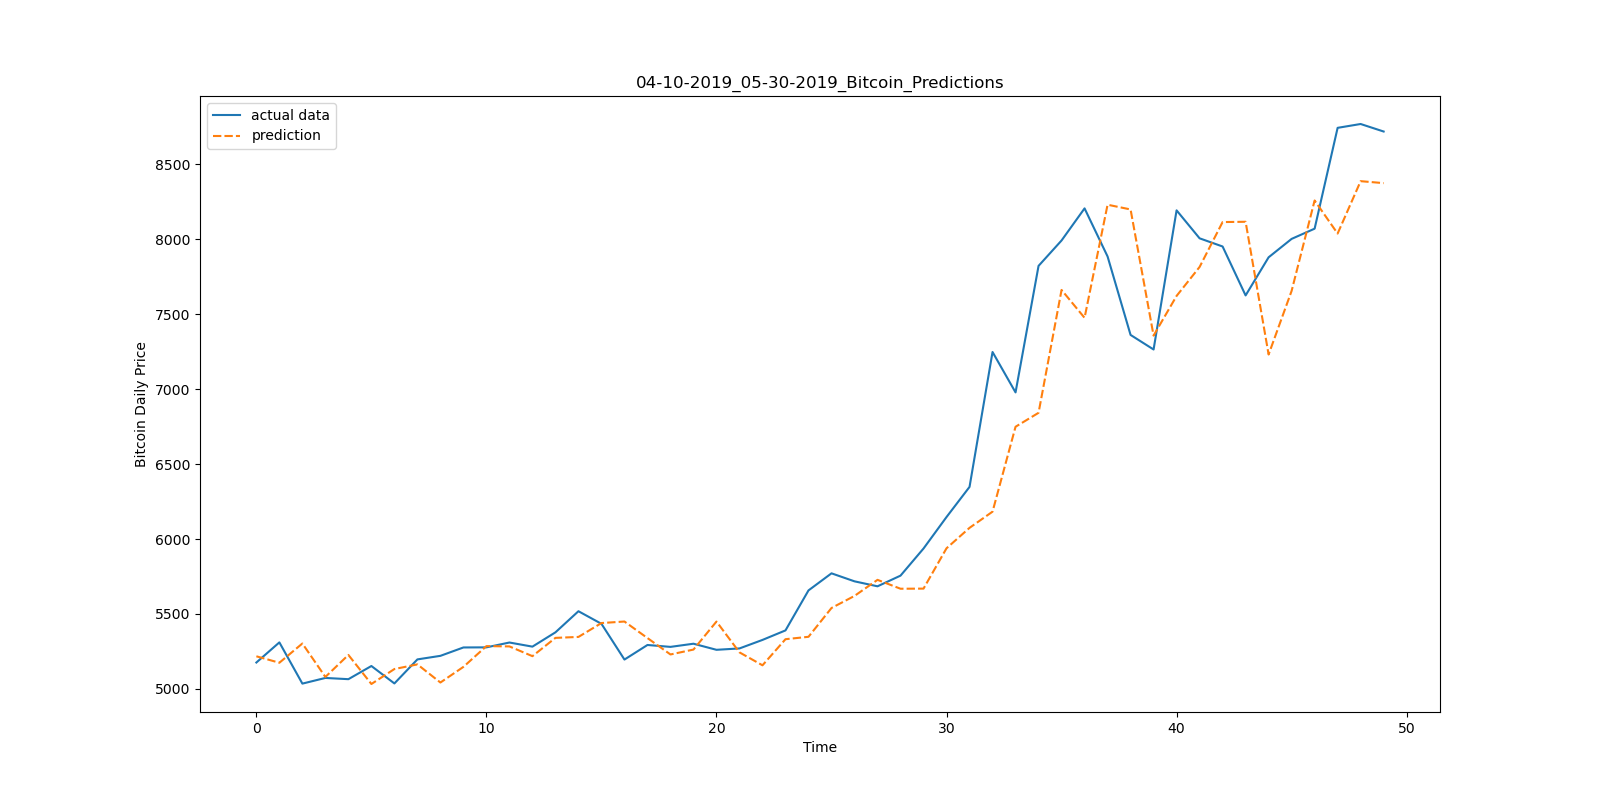 04-10-2019_05-30-2019_Bitcoin_Predictions
actual data
prediction
8500
8000
7500
7000
6500
6000
5500
5000
Bitcoin Daily Price
0 10 20 30 40 50
Time